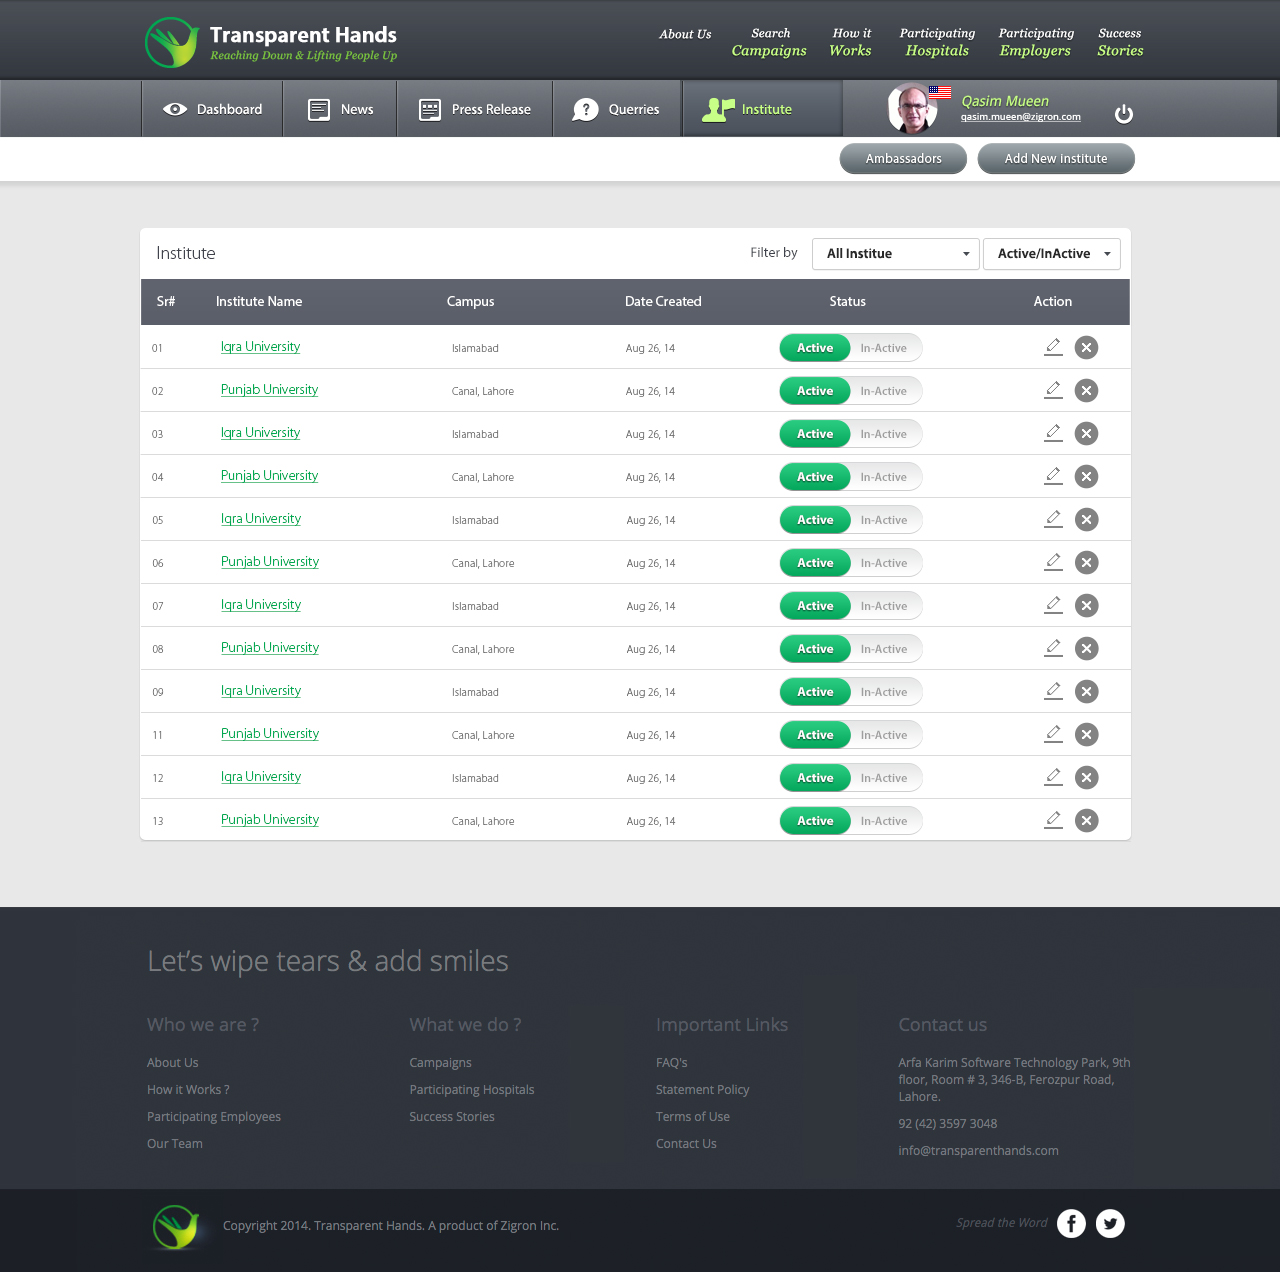 Transparent Hands
Reaching Down & Lifting People Up
About Us
Search
Campaigns
How it
Works
Participating
Hospitals
Participating
Employers
Success
Stories
Dashboard
News
Press Release
Querries
Institute
Qasim Mueen
qasim.mueen@zigron.com
Ambassadors
Add New institute
Institute
Filter by
All Institue
Active/InActive
Sr# Institute Name Campus Date Created Status Action
01 Iqra University Islamabad Aug 26, 14 Active In-Active
02 Punjab University Canal, Lahore Aug 26, 14 Active In-Active
03 Iqra University Islamabad Aug 26, 14 Active In-Active
04 Punjab University Canal, Lahore Aug 26, 14 Active In-Active
05 Iqra University Islamabad Aug 26, 14 Active In-Active
06 Punjab University Canal, Lahore Aug 26, 14 Active In-Active
07 Iqra University Islamabad Aug 26, 14 Active In-Active
08 Punjab University Canal, Lahore Aug 26, 14 Active In-Active
09 Iqra University Islamabad Aug 26, 14 Active In-Active
11 Punjab University Canal, Lahore Aug 26, 14 Active In-Active
12 Iqra University Islamabad Aug 26, 14 Active In-Active
13 Punjab University Canal, Lahore Aug 26, 14 Active In-Active
Let's wipe tears & add smiles
Who we are ?
About Us
How it Works ?
Participating Employees
Our Team
What we do ?
Campaigns
Participating Hospitals
Success Stories
Important Links
FAQ's
Statement Policy
Terms of Use
Contact Us
Contact us
Arfa Karim Software Technology Park, 9th
floor, Room # 3, 346-B, Ferozpur Road,
Lahore.
92 (42) 3597 3048
info@transparenthands.com
Copyright 2014. Transparent Hands. A product of Zigron Inc.
Spread the Word